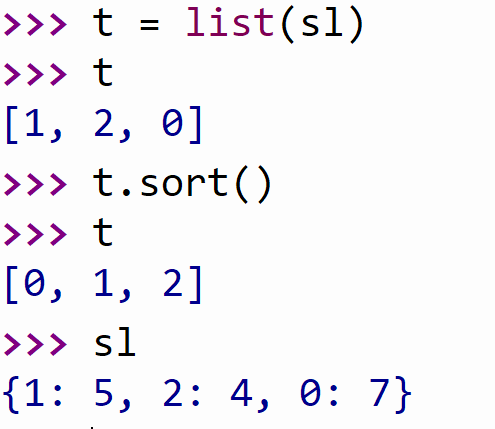 >>> t = list(sl)
>>> t
[1, 2, 0]
>>> t.sort()
>>> t
[0, 1, 2]
>>> sl
{1: 5, 2: 4, 0: 7}